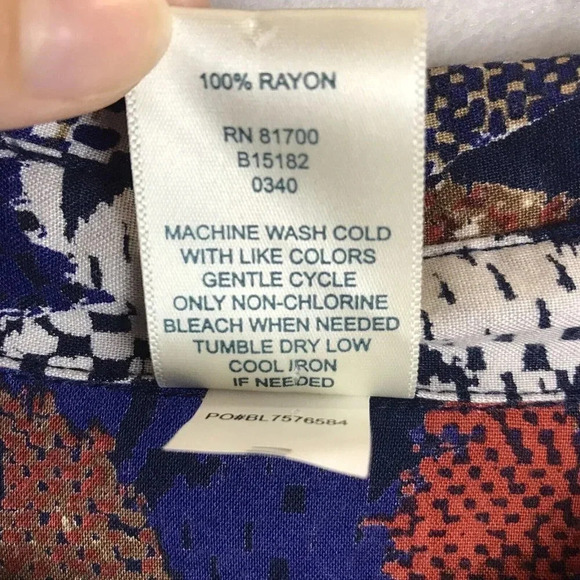 100% RAYON
RN 81700
B15182
0340
MACHINE WASH COLD
WITH LIKE COLORS
GENTLE CYCLE
ONLY NON-CHLORINE
BLEACH WHEN NEEDED
TUMBLE DRY LOW
COOL IRON
IF NEEDED
PO#BL7576584